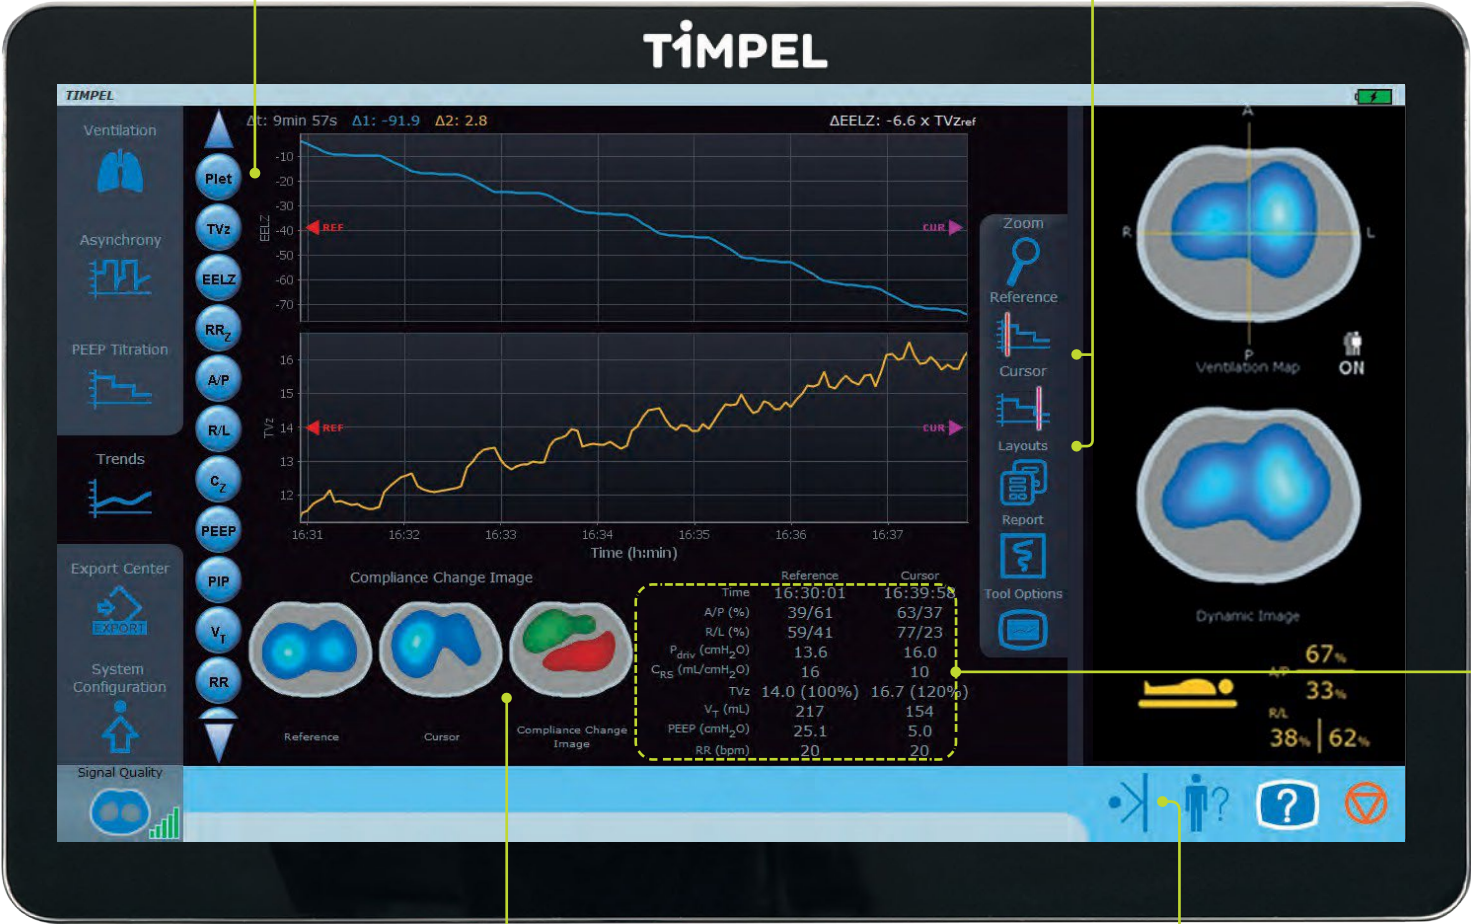 TIMPEL
TIMPEL
Ventilation
Asynchrony
PEEP Titration
Trends
Export Center
EXPORT
System
Configuration
Signal Quality
Plet
TVz
EELZ
RRZ
A/P
R/L
CZ
PEEP
PIP
VT
RR
Δt: 9min 57s Δ1: -91.9 Δ2: 2.8 ΔEELZ: -6.6 x TVzref
EELZ
-10
-20
-30
-40
-50
-60
-70
REF CUR
TVz
16
15
14
13
12
REF CUR
16:31 16:32 16:33 16:34 16:35 16:36 16:37
Time (h:min)
Compliance Change Image
Reference
Cursor
Compliance Change
Image
Reference Cursor
Time 16:30:01 16:39:58
A/P (%) 39/61 63/37
R/L (%) 59/41 77/23
Pdriv (cmH2O) 13.6 16.0
CRS (mL/cmH2O) 16 10
TVz 14.0 (100%) 16.7 (120%)
VT (mL) 217 154
PEEP (cmH2O) 25.1 5.0
RR (bpm) 20 20
Zoom
Reference
Cursor
Layouts
Report
Tool Options
A
R L
P
Ventilation Map
ON
Dynamic Image
A/P 67%
33%
R/L
38% 62%
?
?